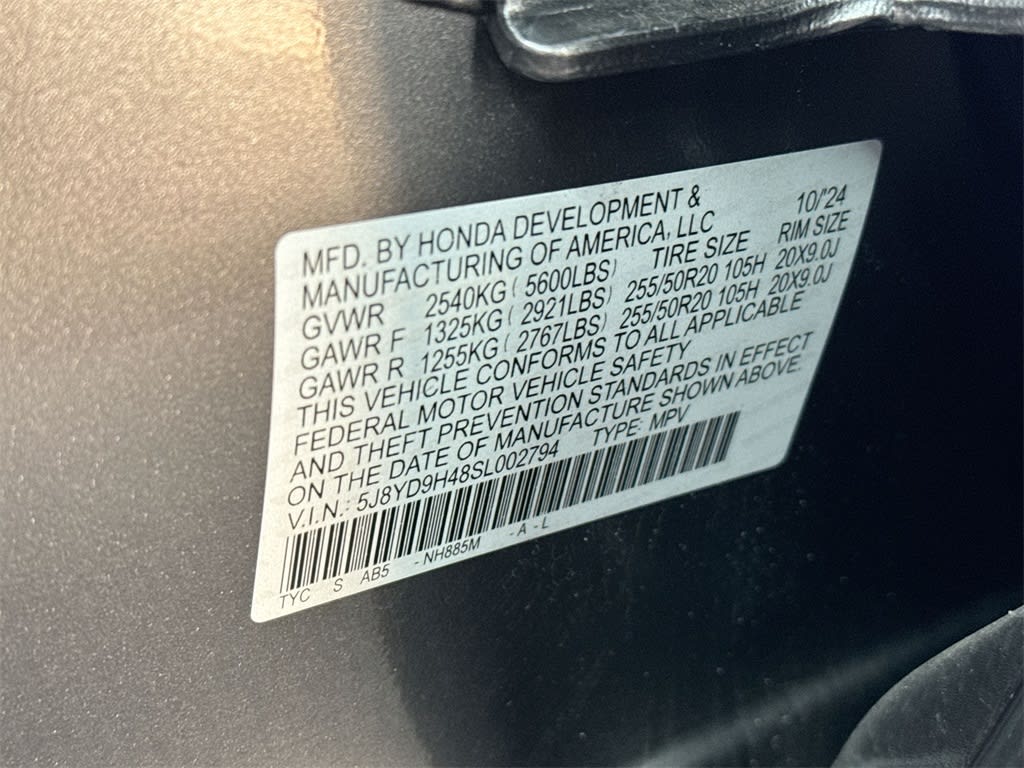 MFD. BY HONDA DEVELOPMENT & 10/'24
MANUFACTURING OF AMERICA, LLC
GVWR 2540KG ( 5600LBS) TIRE SIZE RIM SIZE
GAWR F 1325KG ( 2921LBS) 255/50R20 105H 20X9.0J
GAWR R 1255KG ( 2767LBS) 255/50R20 105H 20X9.0J
THIS VEHICLE CONFORMS TO ALL APPLICABLE
FEDERAL MOTOR VEHICLE SAFETY
AND THEFT PREVENTION STANDARDS IN EFFECT
ON THE DATE OF MANUFACTURE SHOWN ABOVE.
V.I.N.: 5J8YD9H48SL002794 TYPE: MPV
TYC S AB5 - NH885M - A - L